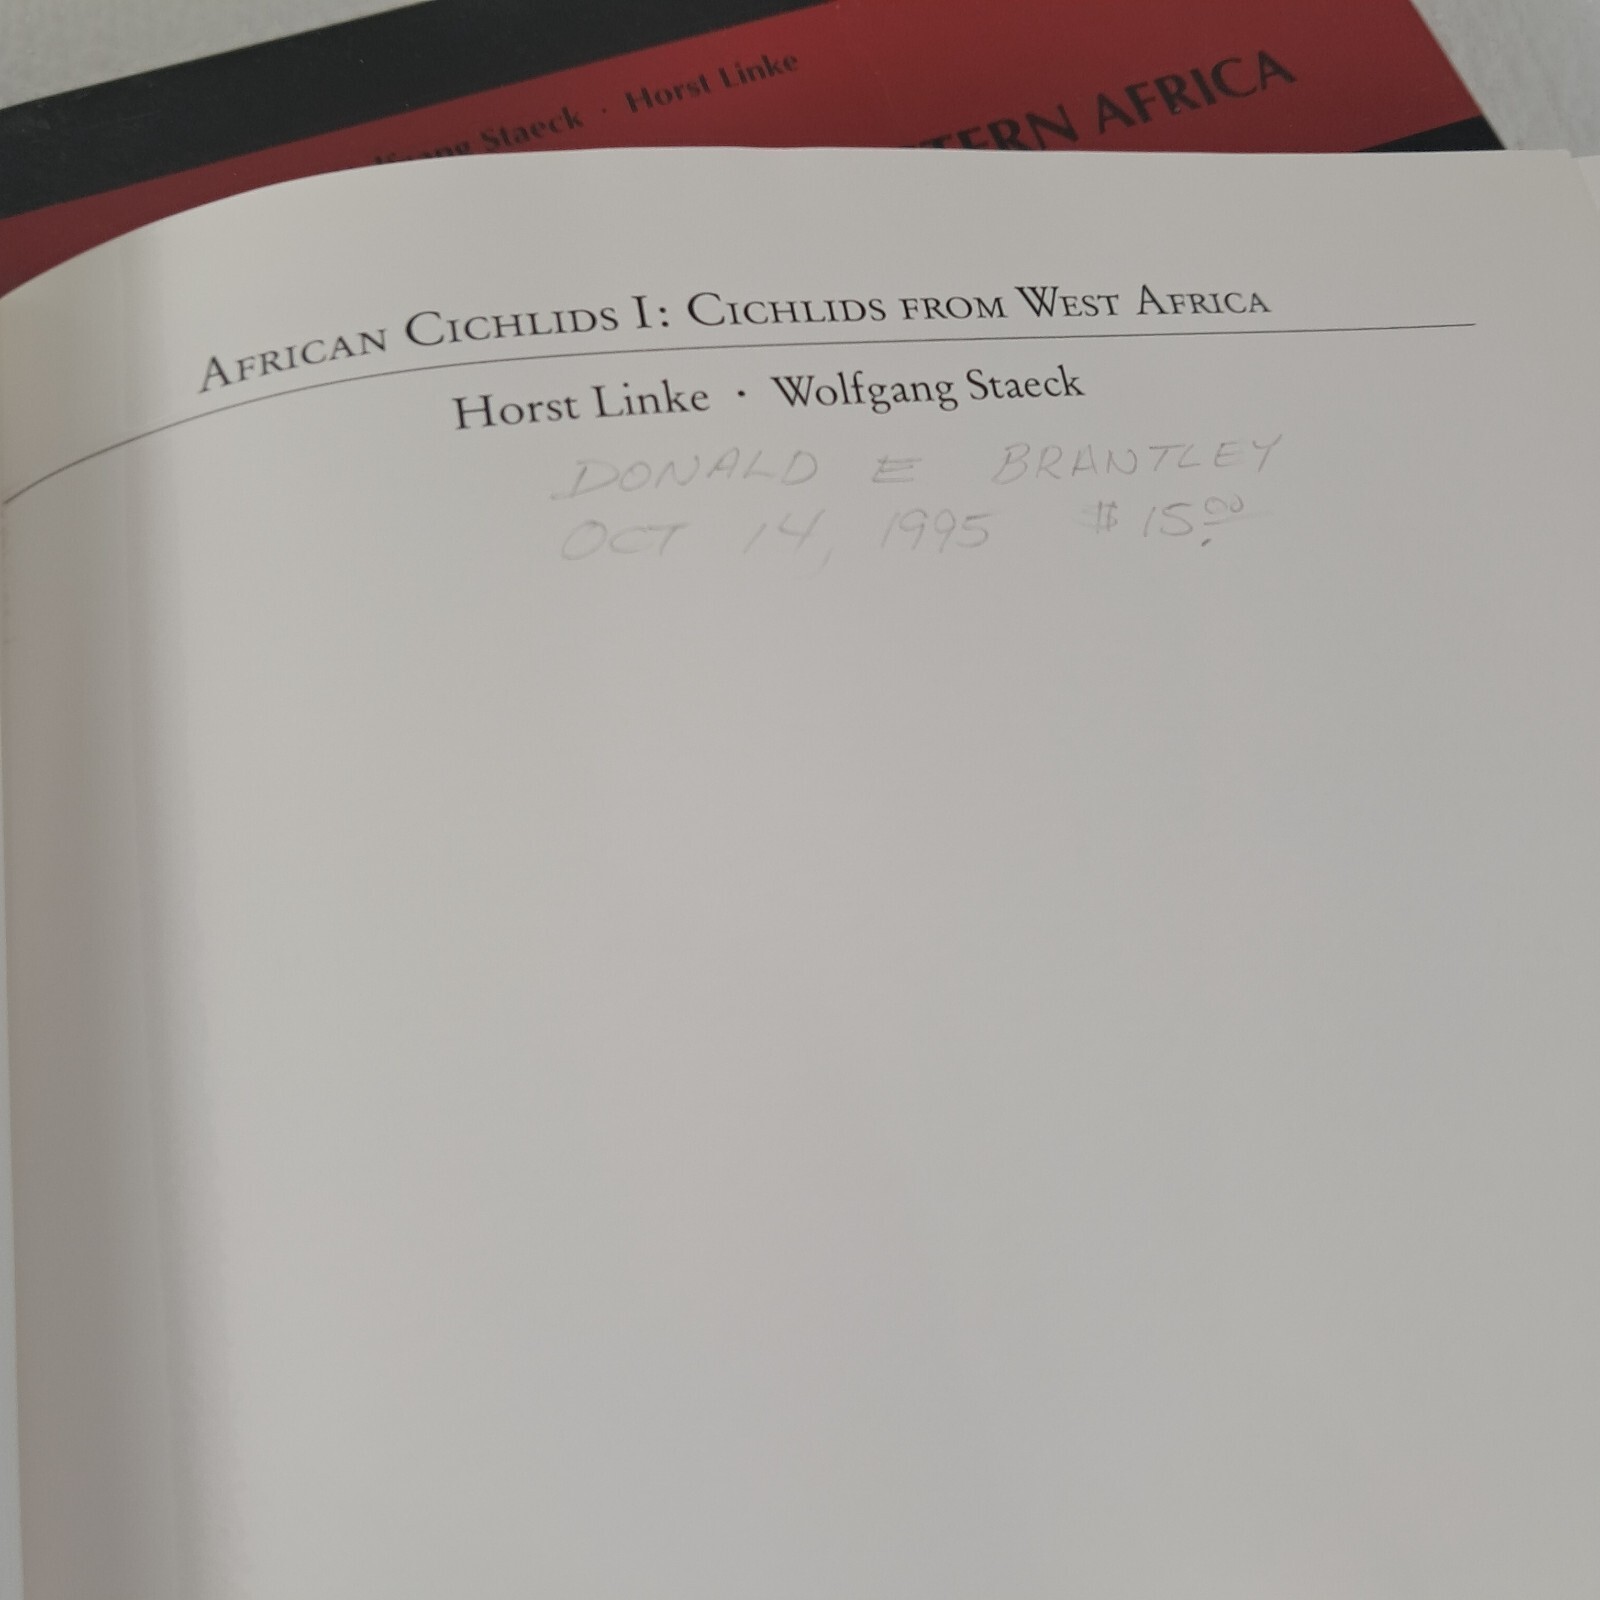 Staeck · Horst Linke
TERN AFRICA
AFRICAN CICHLIDS I: CICHLIDS FROM WEST AFRICA
Horst Linke · Wolfgang Staeck
DONALD E BRANTLEY
OCT 14, 1995 $15.00